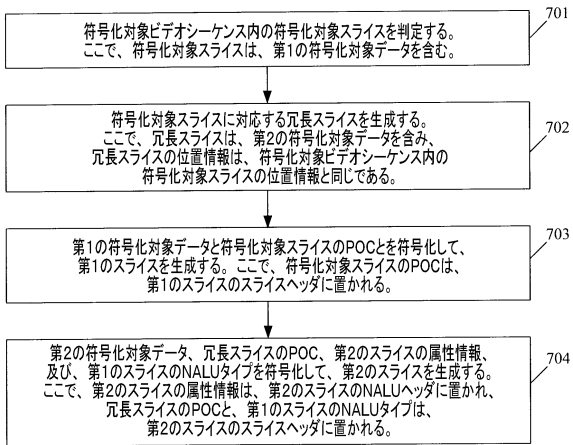 701
符号化対象ビデオシーケンス内の符号化対象スライスを判定する。
ここで、符号化対象スライスは、第1の符号化対象データを含む。
702
符号化対象スライスに対応する冗長スライスを生成する。
ここで、冗長スライスは、第2の符号化対象データを含み、
冗長スライスの位置情報は、符号化対象ビデオシーケンス内の
符号化対象スライスの位置情報と同じである。
703
第1の符号化対象データと符号化対象スライスのPOCとを符号化して、
第1のスライスを生成する。ここで、符号化対象スライスのPOCは、
第1のスライスのスライスヘッダに置かれる。
704
第2の符号化対象データ、冗長スライスのPOC、第2のスライスの属性情報、
及び、第1のスライスのNALUタイプを符号化して、第2のスライスを生成する。
ここで、第2のスライスの属性情報は、第2のスライスのNALUヘッダに置かれ、
冗長スライスのPOCと、第1のスライスのNALUタイプは、
第2のスライスのスライスヘッダに置かれる。